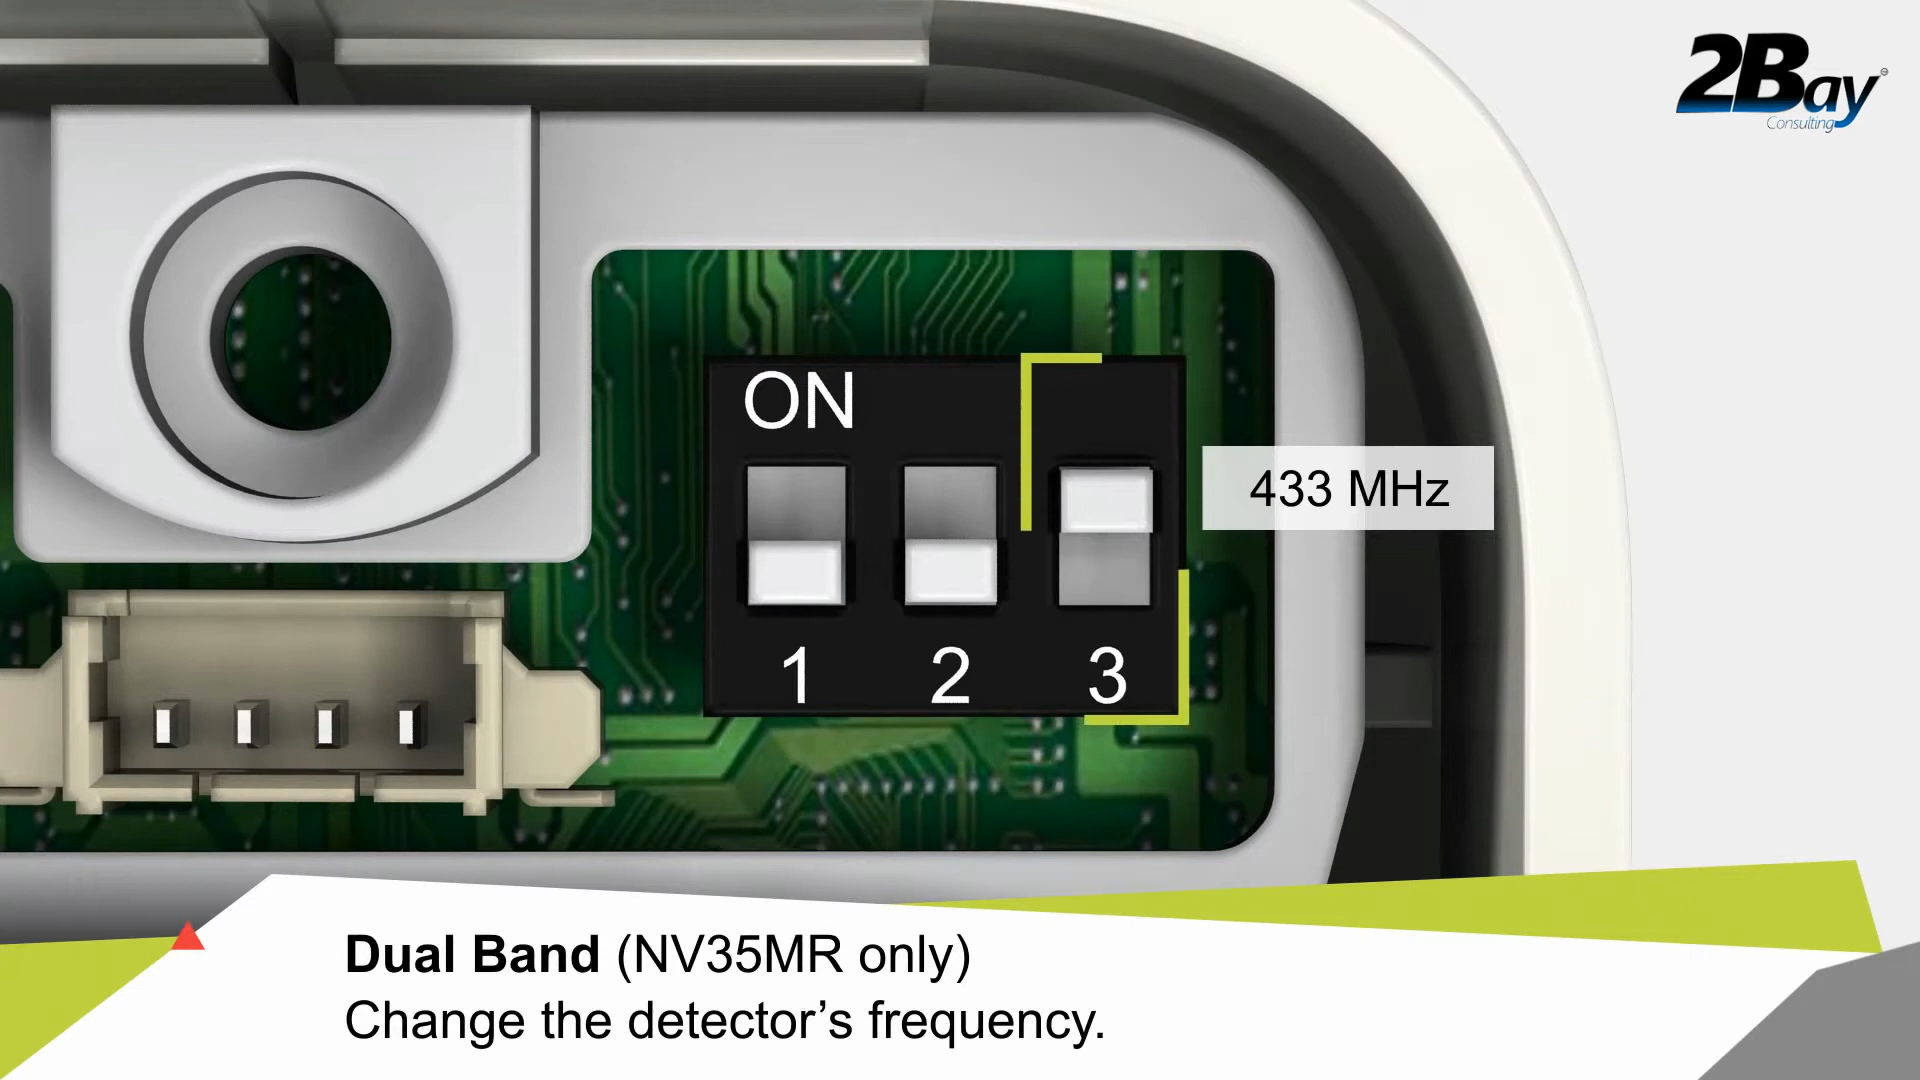 2Bay
Consulting
ON
433 MHz
1 2 3
Dual Band (NV35MR only)
Change the detector’s frequency.